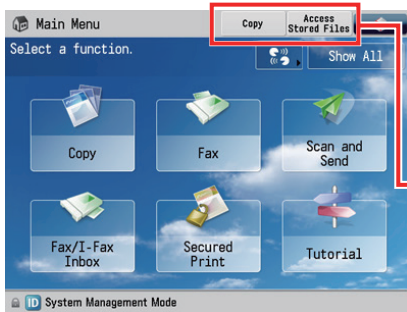 Main Menu
Copy
Access
Stored Files
Select a function.
Show All
Copy
Fax
Scan and
Send
Fax/I-Fax
Inbox
Secured
Print
Tutorial
ID System Management Mode